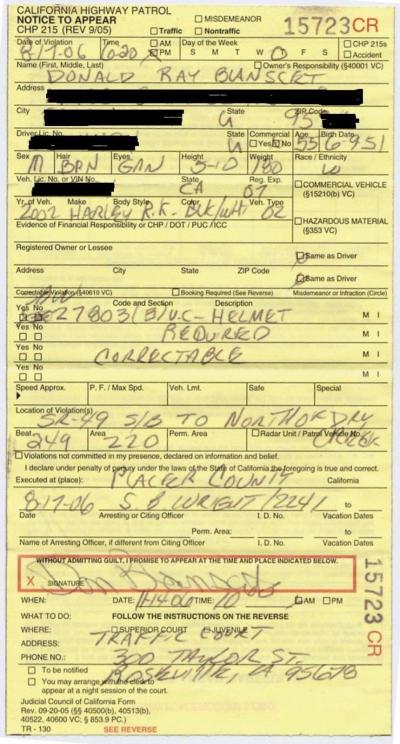 CALIFORNIA HIGHWAY PATROL
NOTICE TO APPEAR
CHP 215 (REV 9/05)
MISDEMEANOR
Traffic Nontraffic
15723CR
Date of Violation Time AM PM Day of the Week S M T W T F S CHP 215s Accident
8/17/06
Name (First, Middle, Last) Owner's Responsibility (§40001 VC)
DONALD RAY
Address
City State ZIP Code
95
Driver Lic. No. State Commercial Age Birth Date
Yes No 55 6-9-51
Sex Hair Eyes Height Weight Race / Ethnicity
M BRN GRN 5-10 190 W
Veh. Lic. No. or VIN No. State Reg. Exp.
CA 07
COMMERCIAL VEHICLE
(§15210(b) VC)
Yr. of Veh. Make Body Style Color Veh. Type
2002 HARLEY R.K. BLK/WHI 02
HAZARDOUS MATERIAL
(§353 VC)
Evidence of Financial Responsibility or CHP / DOT / PUC / ICC
Registered Owner or Lessee
Same as Driver
Address City State ZIP Code
Same as Driver
Correctable Violation (§40610 VC) Booking Required (See Reverse) Misdemeanor or Infraction (Circle)
Yes No Code and Section Description
27803(B) V.C. - HELMET M I
Yes No REQUIRED M I
Yes No CORRECTABLE M I
Yes No M I
Speed Approx. P. F. / Max Spd. Veh. Lmt. Safe Special
Location of Violation(s)
SR-49 S/B TO NORTH OF DRY CREEK
Beat Area Perm. Area Radar Unit / Patrol Vehicle No.
249 220
Violations not committed in my presence, declared on information and belief.
I declare under penalty of perjury under the laws of the State of California the foregoing is true and correct.
Executed at (place): PLACER COUNTY California
8-17-06 S. B. WRIGHT/ to
Date Arresting or Citing Officer I. D. No. Vacation Dates
Perm. Area: to
Name of Arresting Officer, if different from Citing Officer I. D. No. Vacation Dates
WITHOUT ADMITTING GUILT, I PROMISE TO APPEAR AT THE TIME AND PLACE INDICATED BELOW.
X SIGNATURE
15723 CR
WHEN: DATE: TIME: AM PM
WHAT TO DO: FOLLOW THE INSTRUCTIONS ON THE REVERSE
WHERE: SUPERIOR COURT JUVENILE
TRAFFIC COURT
ADDRESS: 300 TAYLOR ST.
PHONE NO.: ROSEVILLE, CA 95678
To be notified
You may arrange with the clerk to
appear at a night session of the court.
Judicial Council of California Form
Rev. 09-20-05 (§§ 40500(b), 40513(b),
40522, 40600 VC; § 853.9 PC.)
TR - 130 SEE REVERSE